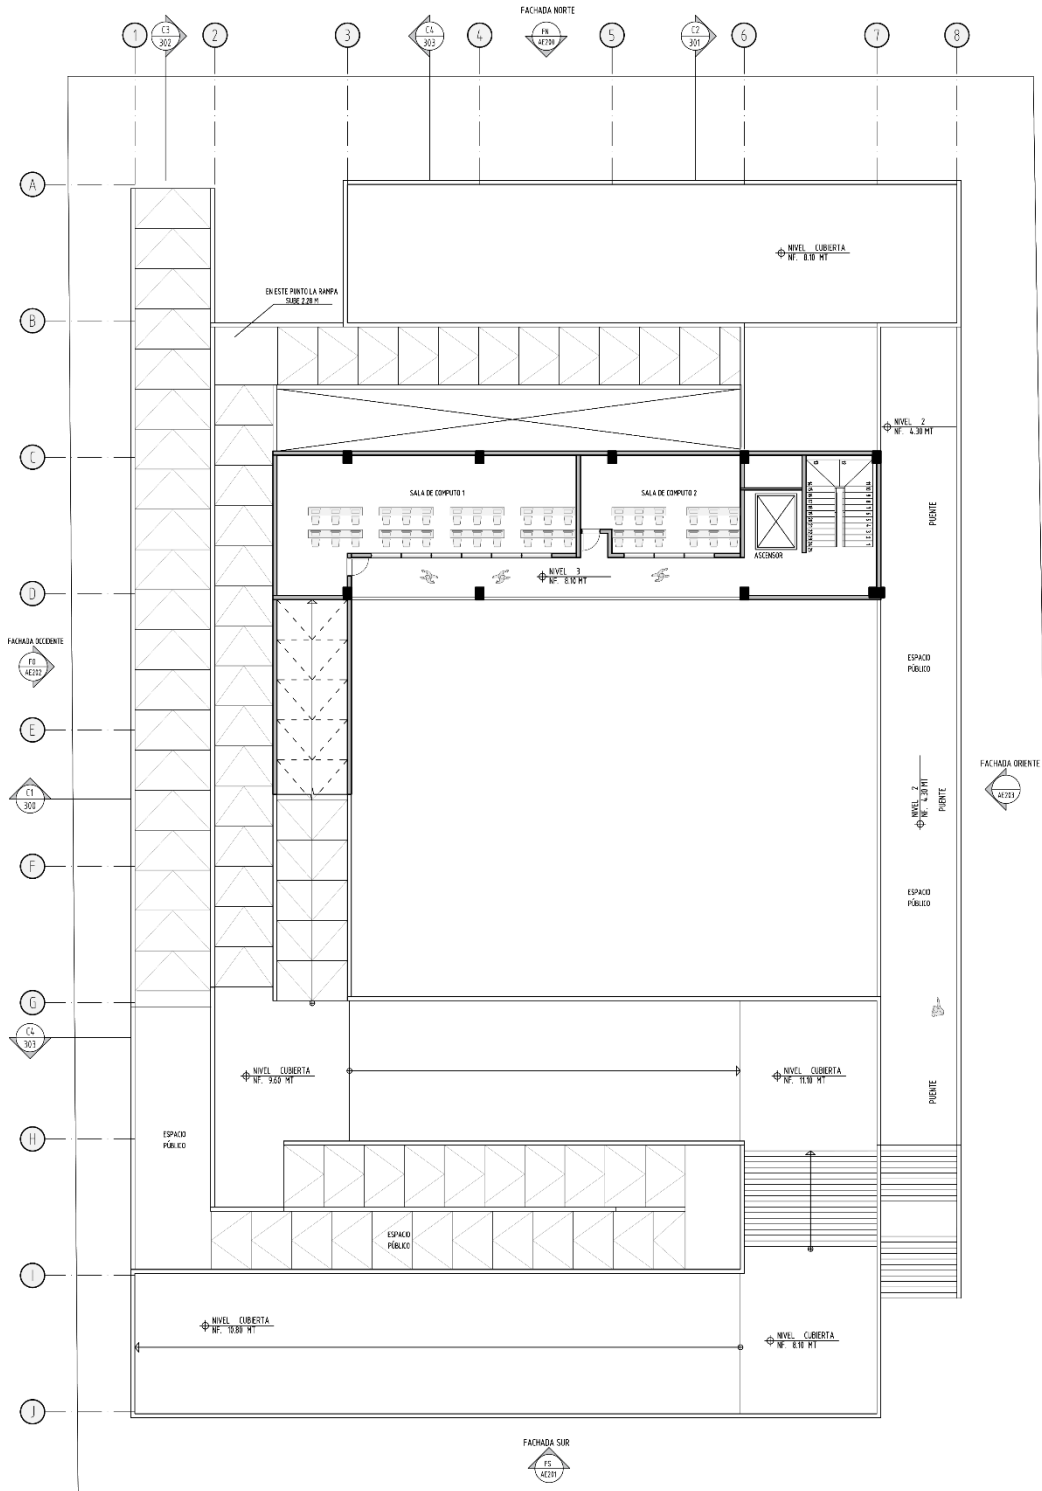 FACHADA NORTE
1
C3
302
2
3
C4
303
4
FN
AE200
5
C2
301
6
7
8
A
NIVEL CUBIERTA
NF. 8.10 MT
EN ESTE PUNTO LA RAMPA
SUBE 2.28 M
B
NIVEL 2
NF. 4.30 MT
C
SALA DE COMPUTO 1
SALA DE COMPUTO 2
PUENTE
ASCENSOR
NIVEL 3
NF. 8.10 MT
D
FACHADA OCCIDENTE
FO
AE202
ESPACIO
PÚBLICO
E
FACHADA ORIENTE
AE203
C1
300
NIVEL 2
NF. 4.30 MT
PUENTE
F
ESPACIO
PÚBLICO
G
C4
303
NIVEL CUBIERTA
NF. 9.60 MT
NIVEL CUBIERTA
NF. 11.10 MT
PUENTE
H
ESPACIO
PÚBLICO
ESPACIO
PÚBLICO
I
NIVEL CUBIERTA
NF. 10.80 MT
NIVEL CUBIERTA
NF. 8.10 MT
J
FACHADA SUR
FS
AE201